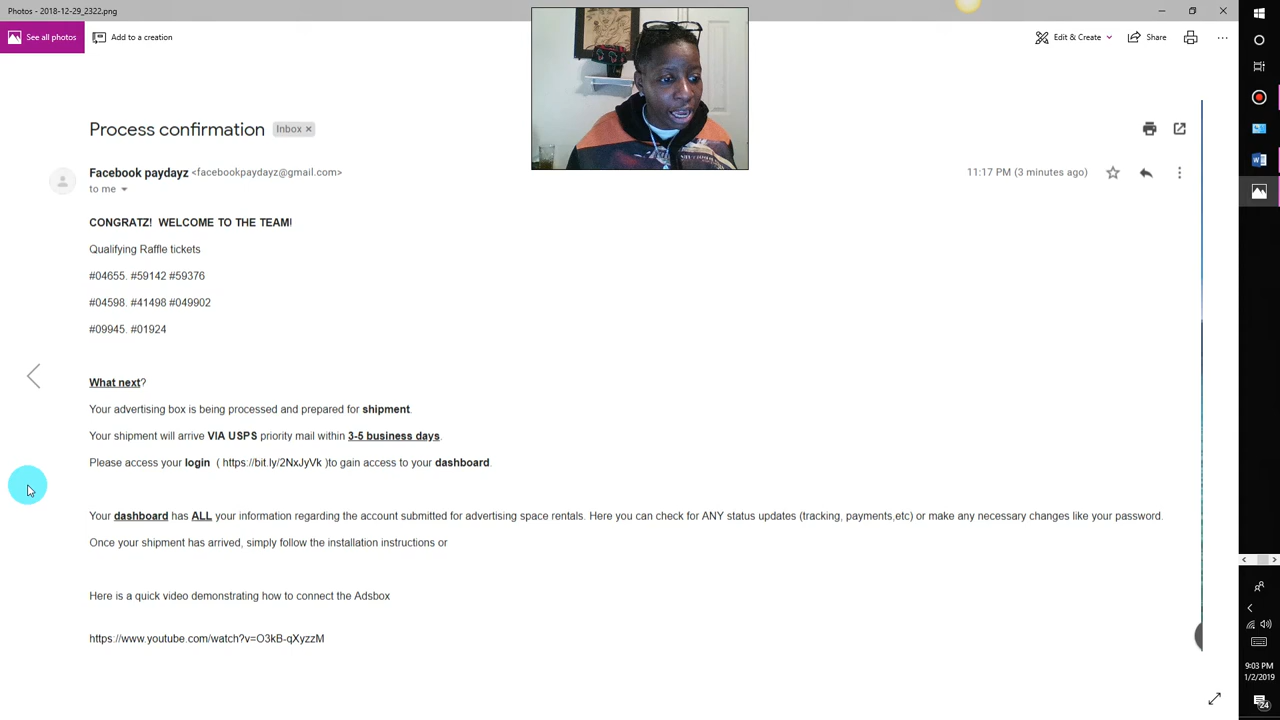 Photos - 2018-12-29_2322.png
See all photos
Add to a creation
Edit & Create
Share
Process confirmation
Inbox ×
Facebook paydayz <facebookpaydayz@gmail.com>
11:17 PM (3 minutes ago)
to me
CONGRATZ!  WELCOME TO THE TEAM!
Qualifying Raffle tickets
#04655. #59142 #59376
#04598. #41498 #049902
#09945. #01924
What next?
Your advertising box is being processed and prepared for shipment.
Your shipment will arrive VIA USPS priority mail within 3-5 business days.
Please access your login  ( https://bit.ly/2NxJyVk )to gain access to your dashboard.
Your dashboard has ALL your information regarding the account submitted for advertising space rentals. Here you can check for ANY status updates (tracking, payments,etc) or make any necessary changes like your password.
Once your shipment has arrived, simply follow the installation instructions or
Here is a quick video demonstrating how to connect the Adsbox
https://www.youtube.com/watch?v=O3kB-qXyzzM
9:03 PM
1/2/2019
24